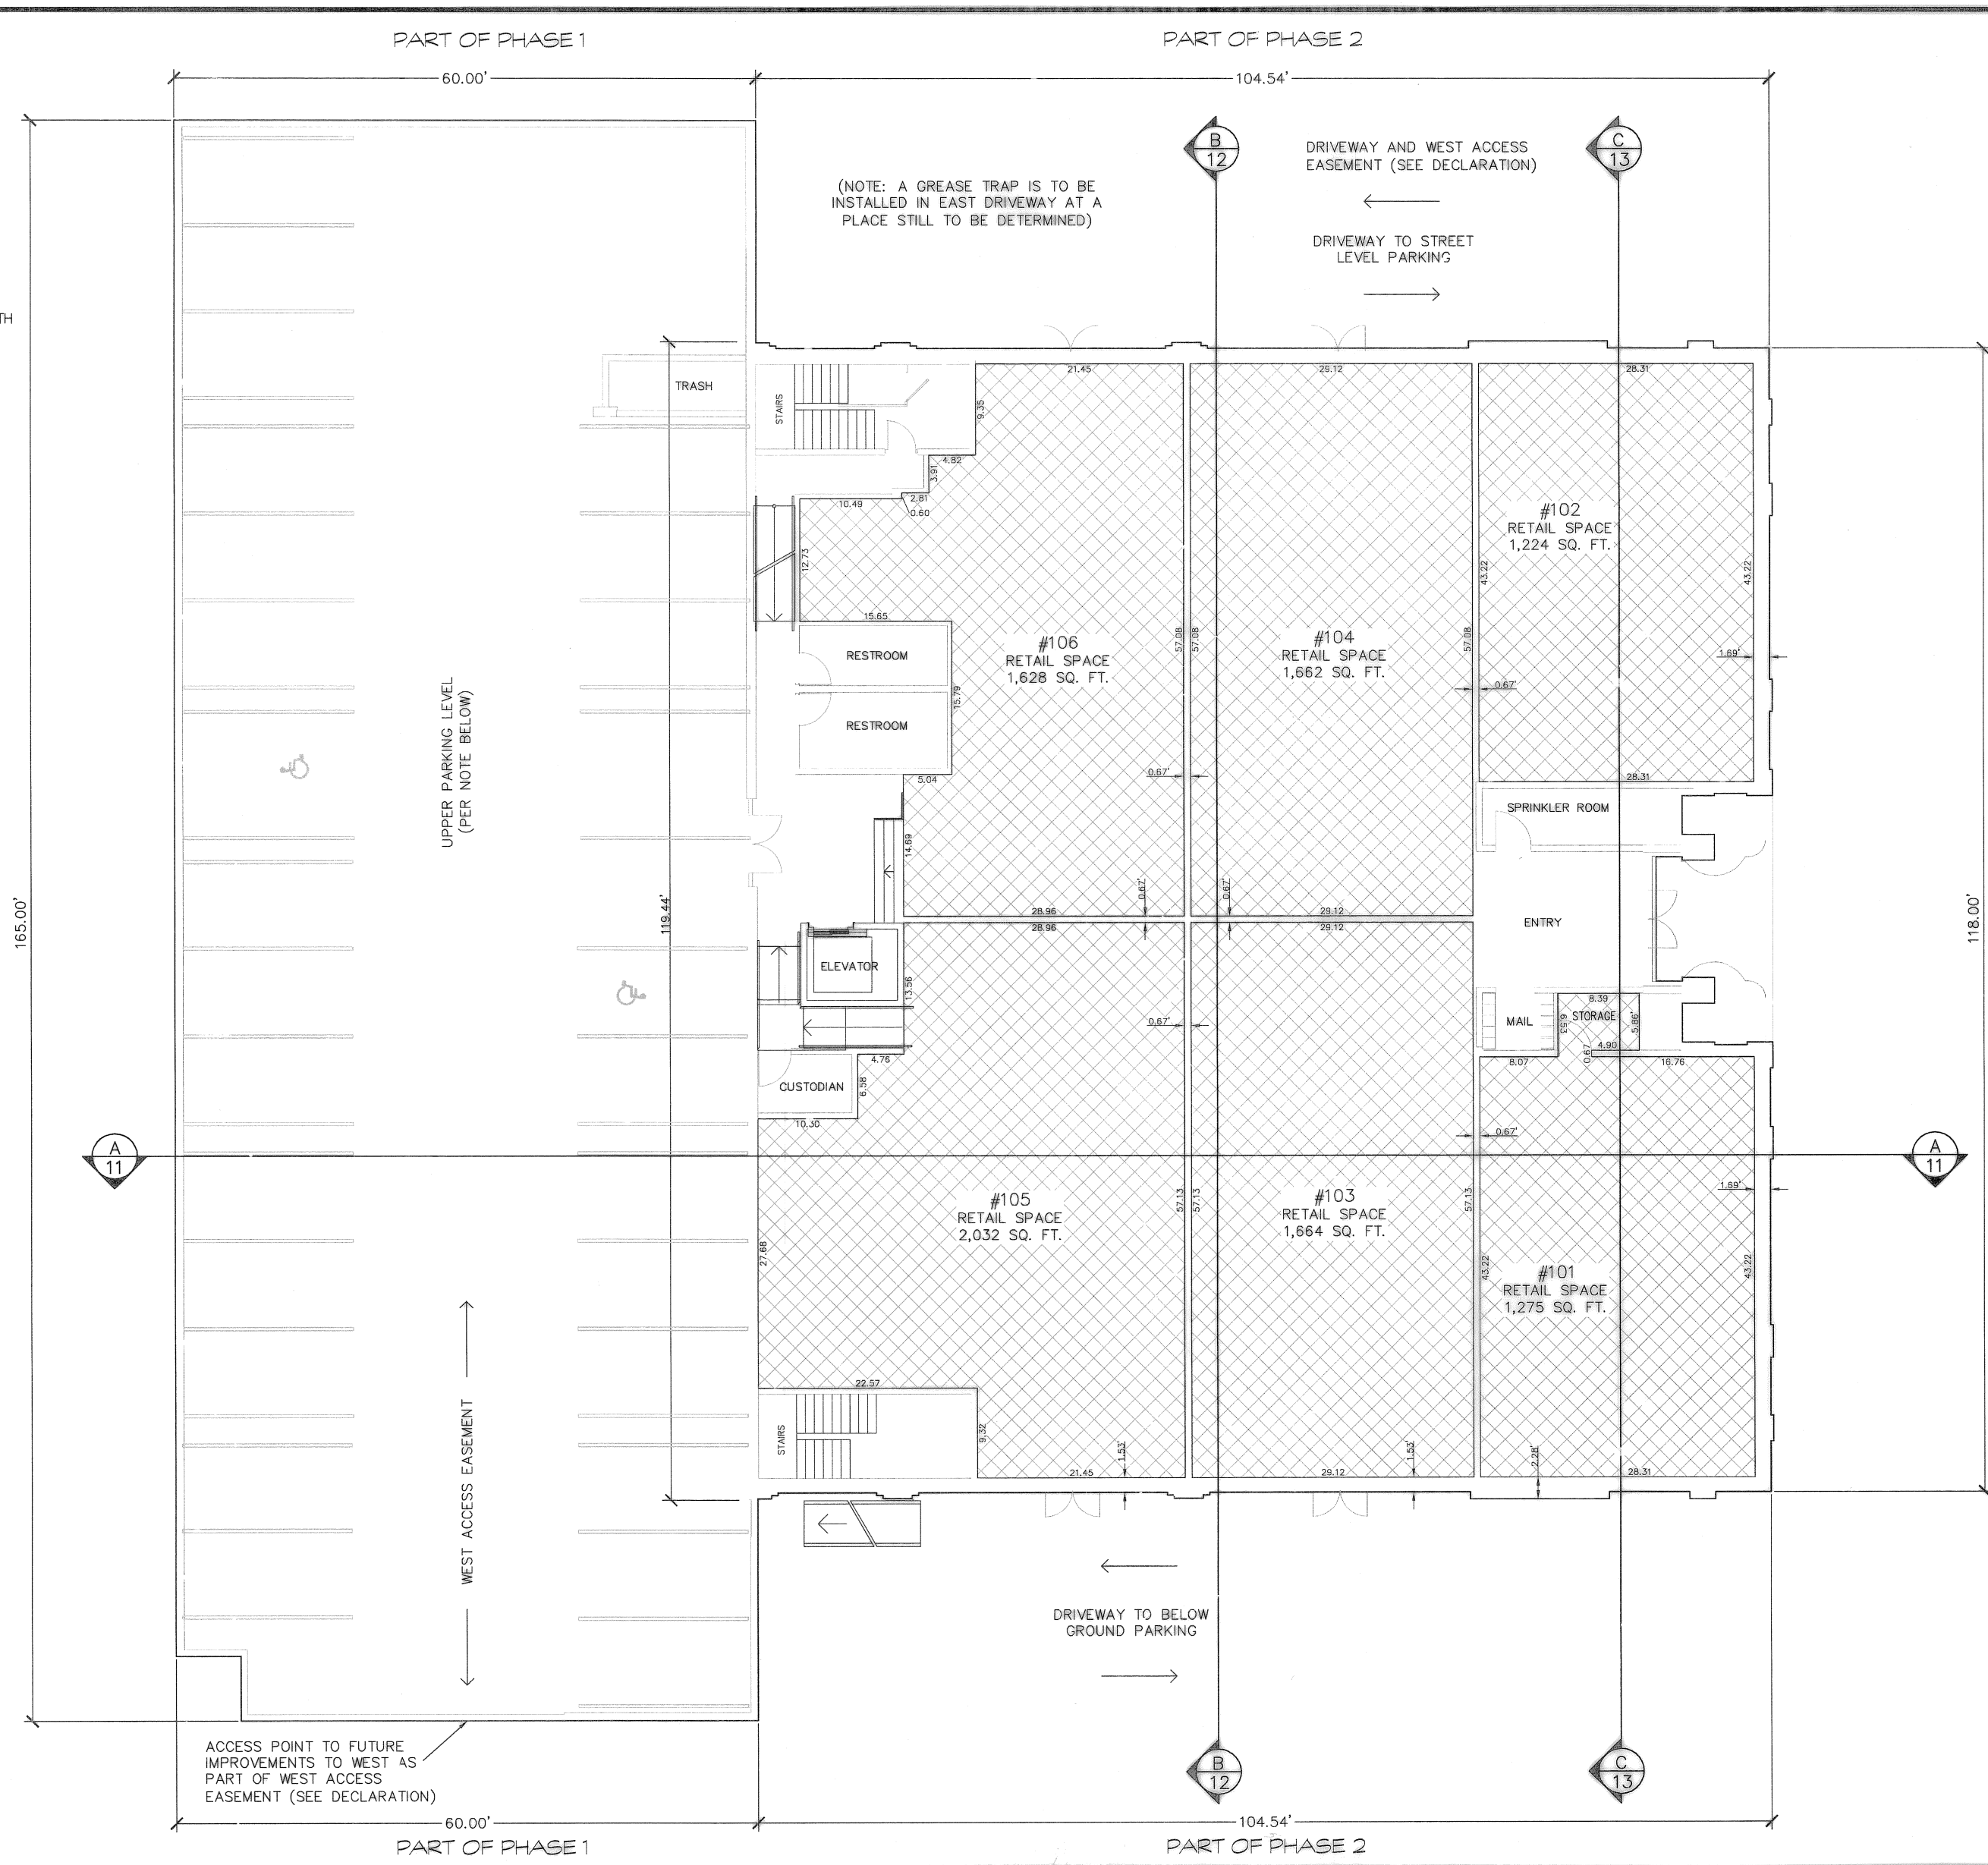 PART OF PHASE 1
PART OF PHASE 2
60.00'
104.54'
B
12
C
13
DRIVEWAY AND WEST ACCESS
EASEMENT (SEE DECLARATION)
(NOTE: A GREASE TRAP IS TO BE
INSTALLED IN EAST DRIVEWAY AT A
PLACE STILL TO BE DETERMINED)
DRIVEWAY TO STREET
LEVEL PARKING
TH
TRASH
STAIRS
21.45
29.12
28.31
9.35
4.82
3.91
2.81
0.60
10.49
12.73
15.65
#102
RETAIL SPACE
1,224 SQ. FT.
43.22
43.22
#106
RETAIL SPACE
1,628 SQ. FT.
57.08
57.08
#104
RETAIL SPACE
1,662 SQ. FT.
57.08
1.69'
0.67'
RESTROOM
RESTROOM
15.79
5.04
0.67'
28.31
UPPER PARKING LEVEL
(PER NOTE BELOW)
SPRINKLER ROOM
14.69
0.67'
0.67'
28.96
29.12
28.96
29.12
ENTRY
165.00'
119.44'
118.00'
ELEVATOR
13.56
0.67'
MAIL
8.39
STORAGE
6.53
5.86'
4.90
0.67
8.07
16.76
4.76
CUSTODIAN
6.58
10.30
0.67'
A
11
A
11
#105
RETAIL SPACE
2,032 SQ. FT.
57.13
57.13
#103
RETAIL SPACE
1,664 SQ. FT.
57.13
1.69'
27.68
43.22
#101
RETAIL SPACE
1,275 SQ. FT.
43.22
22.57
STAIRS
9.32
1.53'
1.53'
2.28'
21.45
29.12
28.31
WEST ACCESS EASEMENT
DRIVEWAY TO BELOW
GROUND PARKING
ACCESS POINT TO FUTURE
IMPROVEMENTS TO WEST AS
PART OF WEST ACCESS
EASEMENT (SEE DECLARATION)
B
12
C
13
60.00'
104.54'
PART OF PHASE 1
PART OF PHASE 2